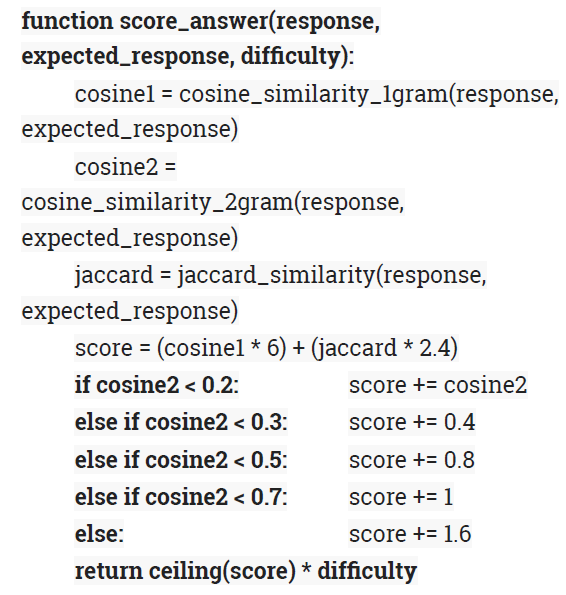 function score_answer(response,
expected_response, difficulty):
cosine1 = cosine_similarity_1gram(response,
expected_response)
cosine2 =
cosine_similarity_2gram(response,
expected_response)
jaccard = jaccard_similarity(response,
expected_response)
score = (cosine1 * 6) + (jaccard * 2.4)
if cosine2 < 0.2: score += cosine2
else if cosine2 < 0.3: score += 0.4
else if cosine2 < 0.5: score += 0.8
else if cosine2 < 0.7: score += 1
else: score += 1.6
return ceiling(score) * difficulty